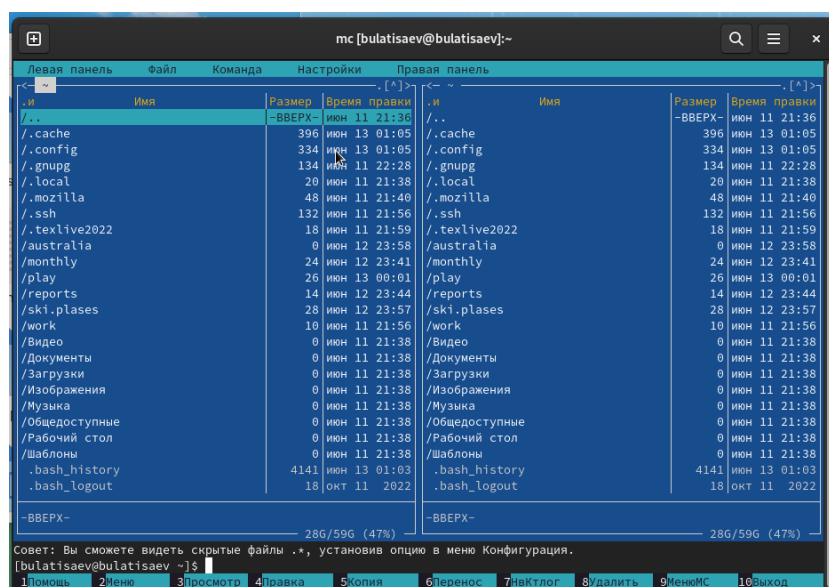 mc [bulatisaev@bulatisaev]:~
Левая панель Файл Команда Настройки Правая панель
<- ~ .[^]> <- ~ .[^]>
.и Имя Размер Время правки .и Имя Размер Время правки
/.. -ВВЕРХ- июн 11 21:36 /.. -ВВЕРХ- июн 11 21:36
/.cache 396 июн 13 01:05 /.cache 396 июн 13 01:05
/.config 334 июн 13 01:05 /.config 334 июн 13 01:05
/.gnupg 134 июн 11 22:28 /.gnupg 134 июн 11 22:28
/.local 20 июн 11 21:38 /.local 20 июн 11 21:38
/.mozilla 48 июн 11 21:40 /.mozilla 48 июн 11 21:40
/.ssh 132 июн 11 21:56 /.ssh 132 июн 11 21:56
/.texlive2022 18 июн 11 21:59 /.texlive2022 18 июн 11 21:59
/australia 0 июн 12 23:58 /australia 0 июн 12 23:58
/monthly 24 июн 12 23:41 /monthly 24 июн 12 23:41
/play 26 июн 13 00:01 /play 26 июн 13 00:01
/reports 14 июн 12 23:44 /reports 14 июн 12 23:44
/ski.plases 28 июн 12 23:57 /ski.plases 28 июн 12 23:57
/work 10 июн 11 21:56 /work 10 июн 11 21:56
/Видео 0 июн 11 21:38 /Видео 0 июн 11 21:38
/Документы 0 июн 11 21:38 /Документы 0 июн 11 21:38
/Загрузки 0 июн 11 21:38 /Загрузки 0 июн 11 21:38
/Изображения 0 июн 11 21:38 /Изображения 0 июн 11 21:38
/Музыка 0 июн 11 21:38 /Музыка 0 июн 11 21:38
/Общедоступные 0 июн 11 21:38 /Общедоступные 0 июн 11 21:38
/Рабочий стол 0 июн 11 21:38 /Рабочий стол 0 июн 11 21:38
/Шаблоны 0 июн 11 21:38 /Шаблоны 0 июн 11 21:38
.bash_history 4141 июн 13 01:03 .bash_history 4141 июн 13 01:03
.bash_logout 18 окт 11 2022 .bash_logout 18 окт 11 2022
-ВВЕРХ- -ВВЕРХ-
28G/59G (47%) 28G/59G (47%)
Совет: Вы сможете видеть скрытые файлы .*, установив опцию в меню Конфигурация.
[bulatisaev@bulatisaev ~]$
1Помощь 2Меню 3Просмотр 4Правка 5Копия 6Перенос 7НвКтлог 8Удалить 9МенюМС 10Выход